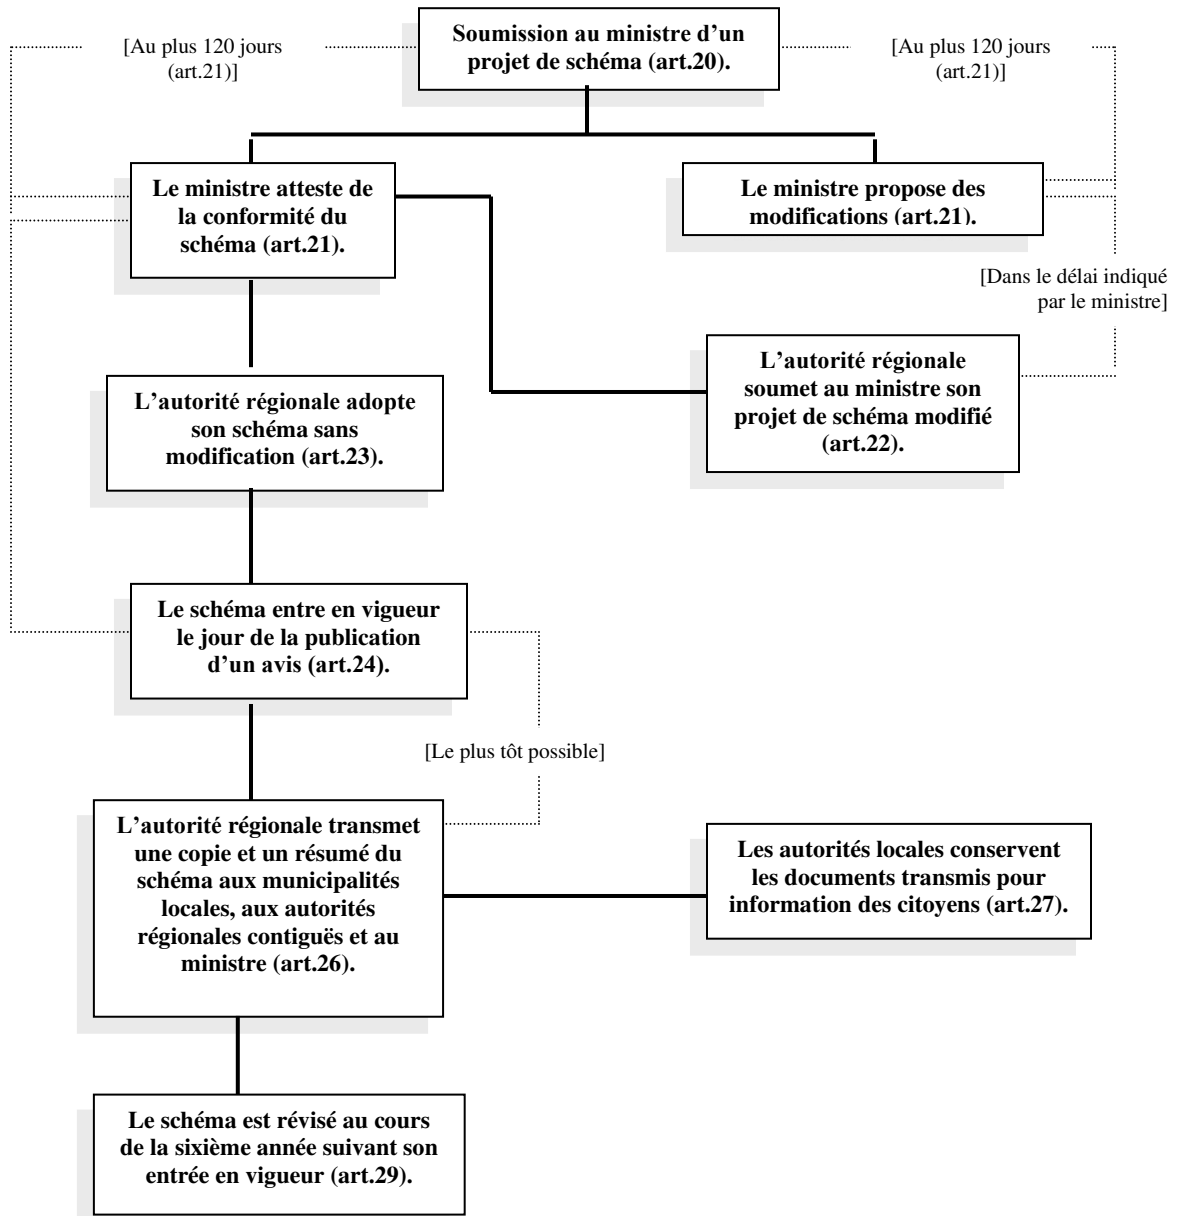 [Au plus 120 jours
(art.21)]
Soumission au ministre d'un
projet de schéma (art.20).
[Au plus 120 jours
(art.21)]
Le ministre atteste de
la conformité du
schéma (art.21).
Le ministre propose des
modifications (art.21).
[Dans le délai indiqué
par le ministre]
L'autorité régionale adopte
son schéma sans
modification (art.23).
L'autorité régionale
soumet au ministre son
projet de schéma modifié
(art.22).
Le schéma entre en vigueur
le jour de la publication
d'un avis (art.24).
[Le plus tôt possible]
L'autorité régionale transmet
une copie et un résumé du
schéma aux municipalités
locales, aux autorités
régionales contiguës et au
ministre (art.26).
Les autorités locales conservent
les documents transmis pour
information des citoyens (art.27).
Le schéma est révisé au cours
de la sixième année suivant son
entrée en vigueur (art.29).